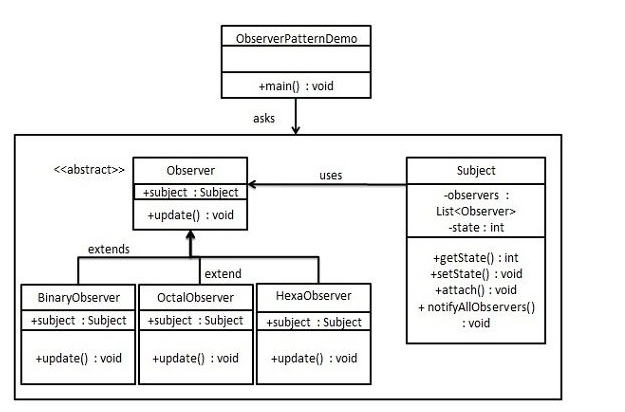 ObserverPatternDemo
+main() : void
asks
<<abstract>>
Observer
+subject : Subject
+update() : void
uses
Subject
-observers :
List<Observer>
-state : int
+getState() : int
+setState() : void
+attach() : void
+ notifyAllObservers()
: void
extends
extend
BinaryObserver
+subject : Subject
+update() : void
OctalObserver
+subject : Subject
+update() : void
HexaObserver
+subject : Subject
+update() : void